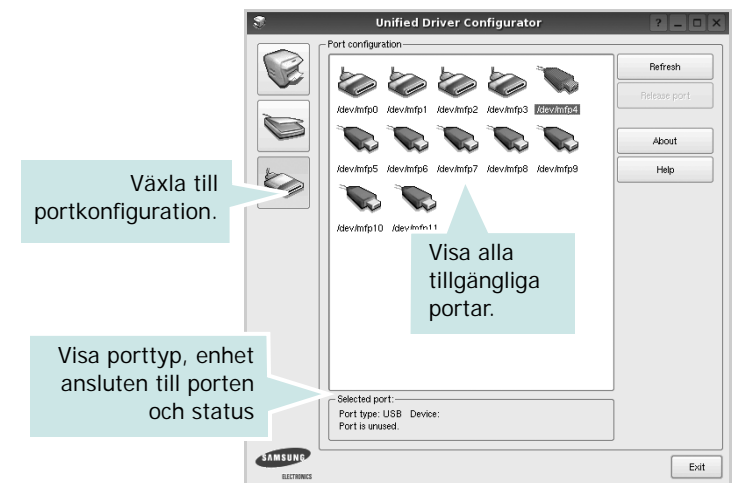 Unified Driver Configurator
Port configuration
/dev/mfp0 /dev/mfp1 /dev/mfp2 /dev/mfp3 /dev/mfp4
/dev/mfp5 /dev/mfp6 /dev/mfp7 /dev/mfp8 /dev/mfp9
/dev/mfp10 /dev/mfp11
Refresh
Release port
About
Help
Växla till
portkonfiguration.
Visa alla
tillgängliga
portar.
Visa porttyp, enhet
ansluten till porten
och status
Selected port:
Port type: USB Device:
Port is unused.
SAMSUNG
ELECTRONICS
Exit